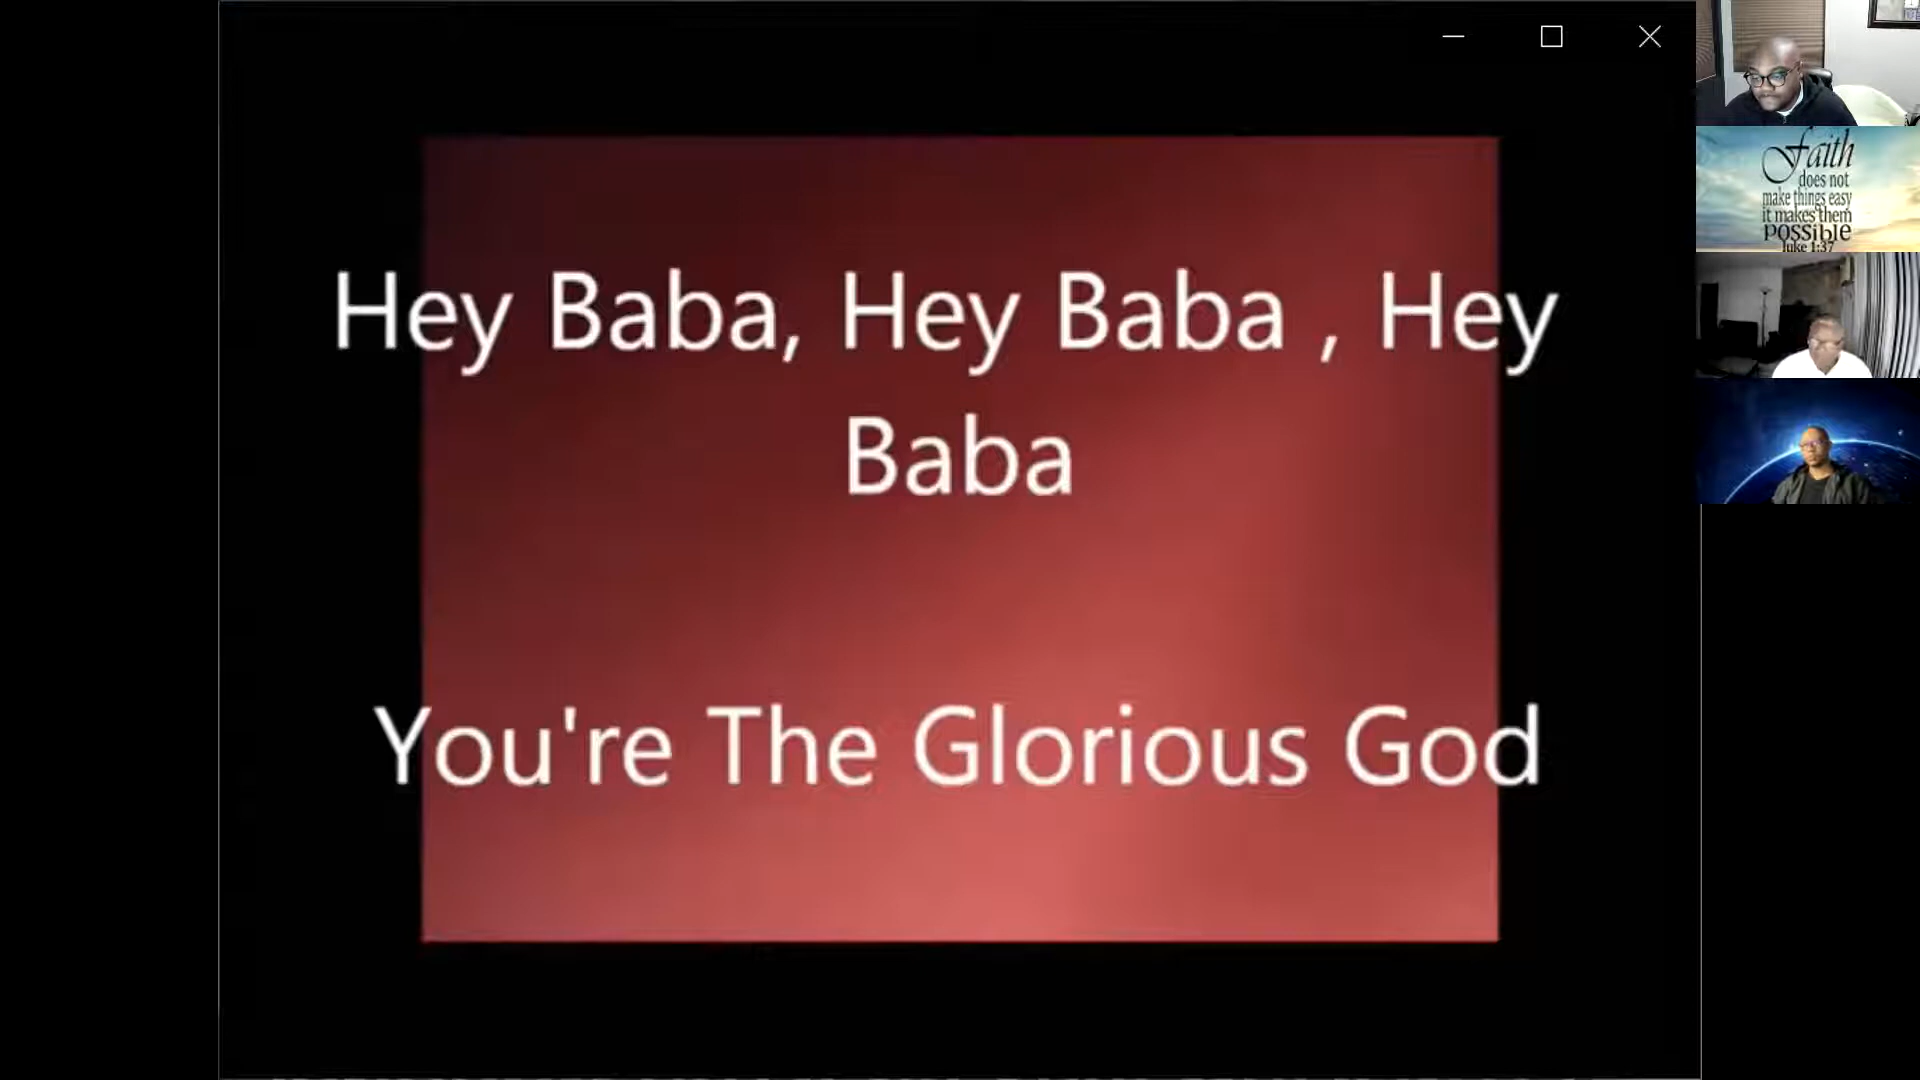 Hey Baba, Hey Baba , Hey
Baba
You're The Glorious God
Faith
does not
make things easy
it makes them
possible
luke 1:37